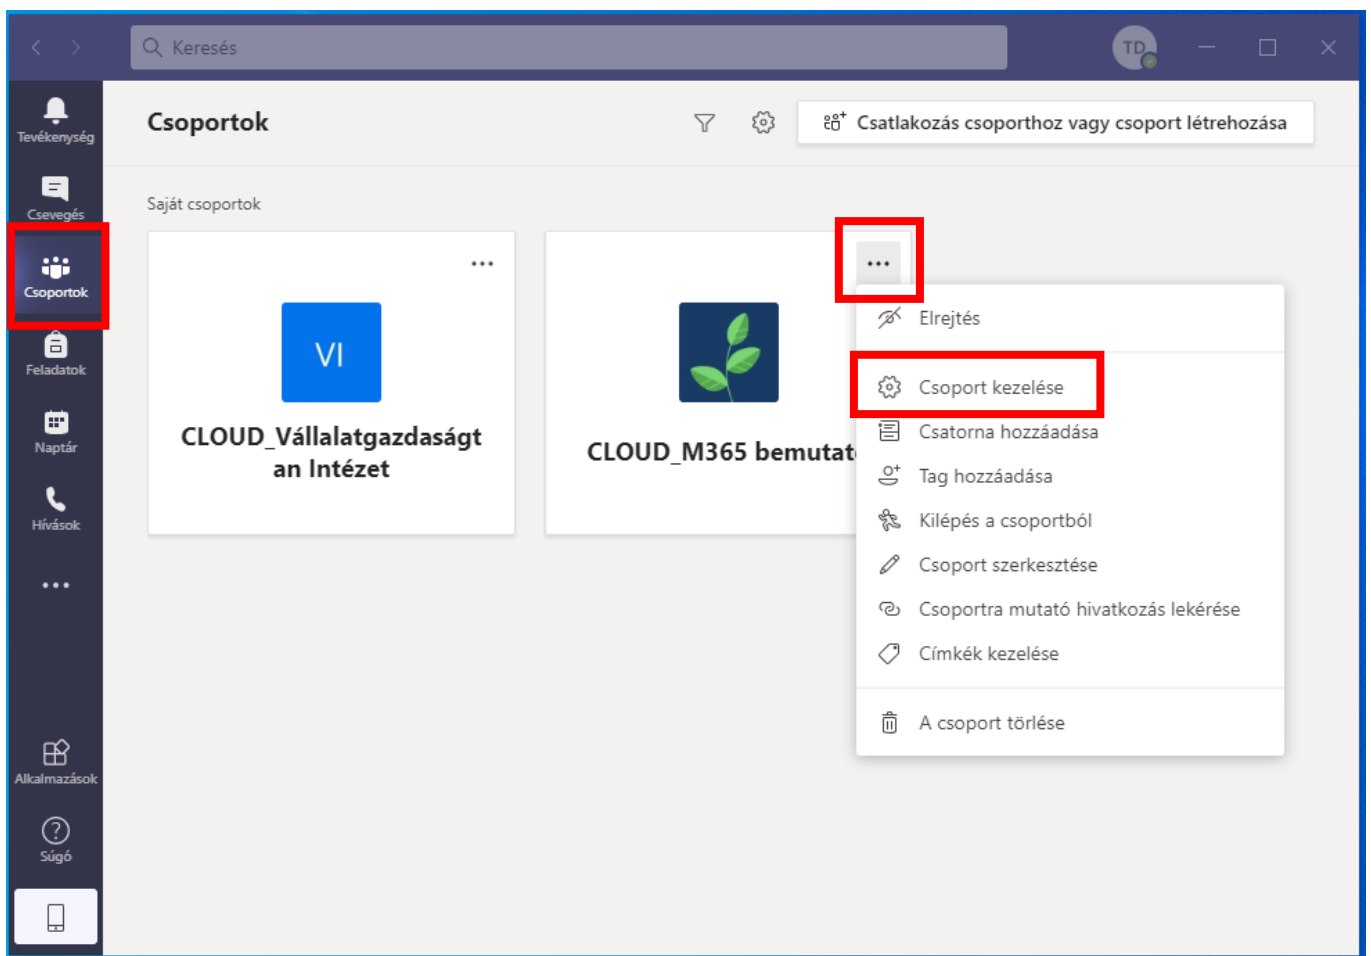 Keresés
TD
Tevékenység
Csevegés
Csoportok
Feladatok
Naptár
Hívások
Alkalmazások
Súgó
Csoportok
Csatlakozás csoporthoz vagy csoport létrehozása
Saját csoportok
VI
CLOUD_Vállalatgazdaságt
an Intézet
CLOUD_M365
Elrejtés
Csoport kezelése
Csatorna hozzáadása
Tag hozzáadása
Kilépés a csoportból
Csoport szerkesztése
Csoportra mutató hivatkozás lekérése
Címkék kezelése
A csoport törlése